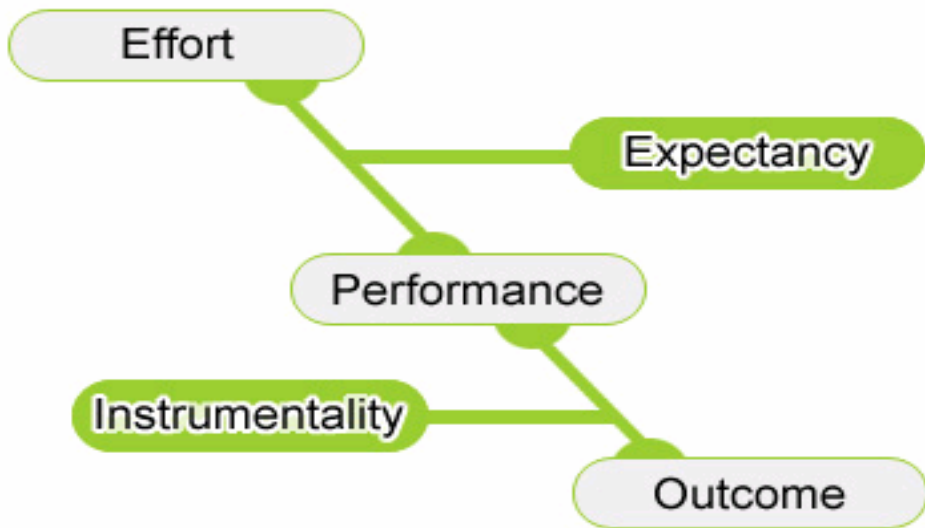 Effort
Expectancy
Performance
Instrumentality
Outcome